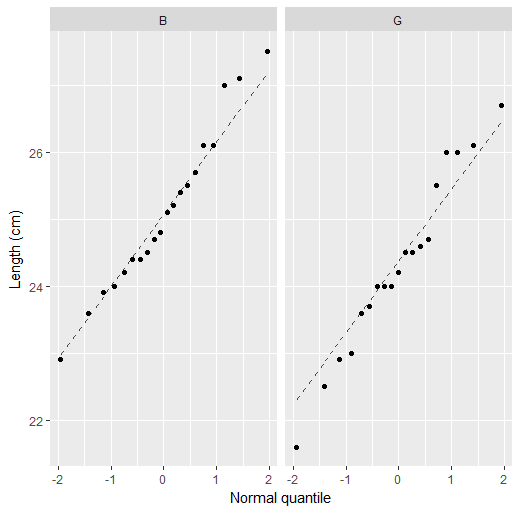 B G
Length (cm)
26
24
22
-2 -1 0 1 2 -2 -1 0 1 2
Normal quantile